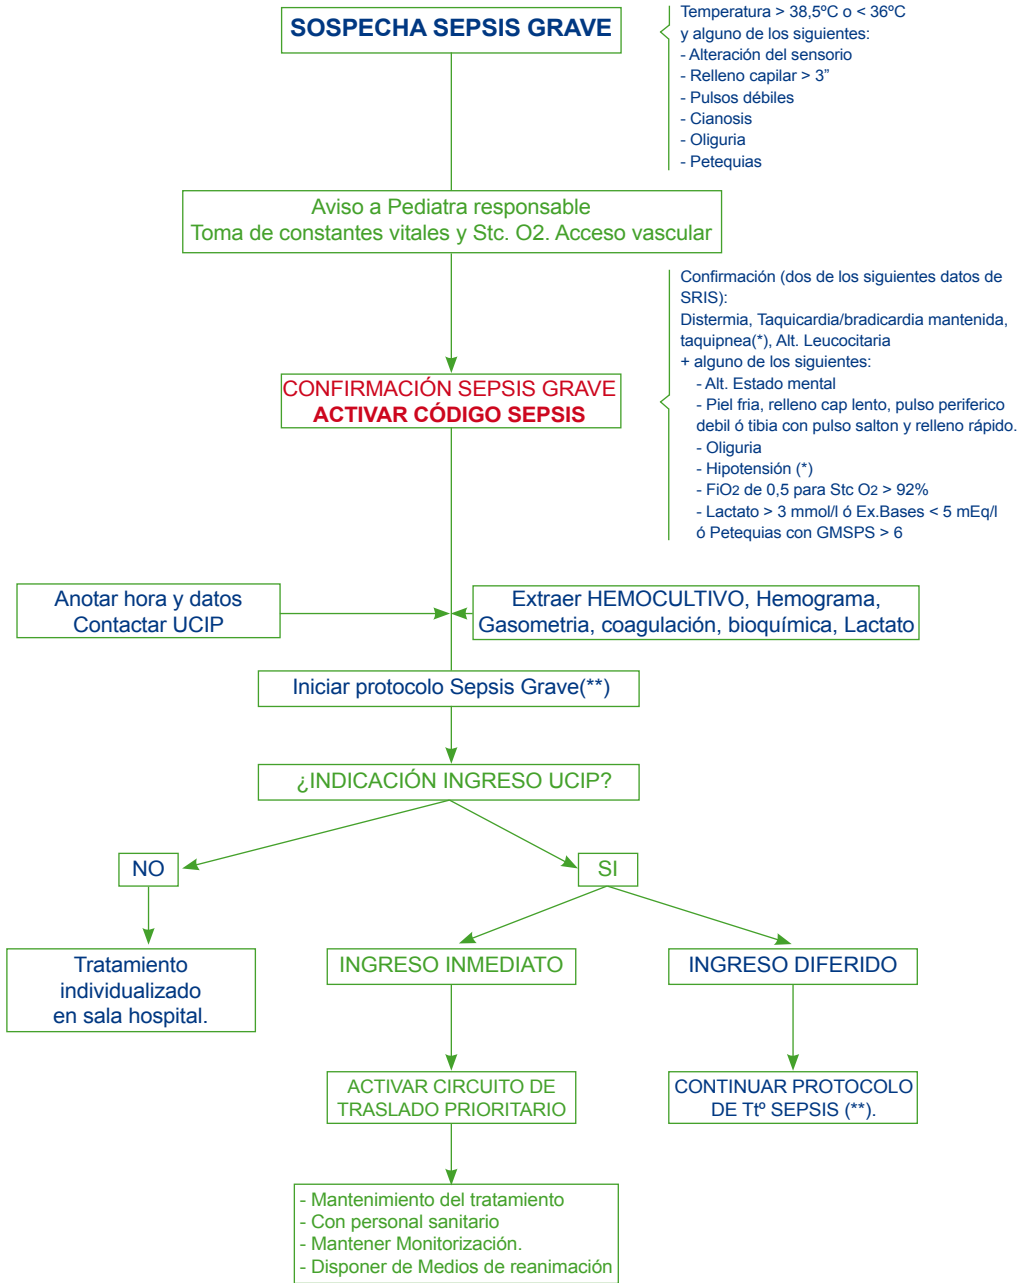 SOSPECHA SEPSIS GRAVE
Temperatura > 38,5ºC o < 36ºC
y alguno de los siguientes:
- Alteración del sensorio
- Relleno capilar > 3”
- Pulsos débiles
- Cianosis
- Oliguria
- Petequias
Aviso a Pediatra responsable
Toma de constantes vitales y Stc. O2. Acceso vascular
Confirmación (dos de los siguientes datos de
SRIS):
Distermia, Taquicardia/bradicardia mantenida,
taquipnea(*), Alt. Leucocitaria
+ alguno de los siguientes:
- Alt. Estado mental
- Piel fria, relleno cap lento, pulso periferico
debil ó tibia con pulso salton y relleno rápido.
- Oliguria
- Hipotensión (*)
- FiO2 de 0,5 para Stc O2 > 92%
- Lactato > 3 mmol/l ó Ex.Bases < 5 mEq/l
ó Petequias con GMSPS > 6
CONFIRMACIÓN SEPSIS GRAVE
ACTIVAR CÓDIGO SEPSIS
Anotar hora y datos
Contactar UCIP
Extraer HEMOCULTIVO, Hemograma,
Gasometria, coagulación, bioquímica, Lactato
Iniciar protocolo Sepsis Grave(**)
¿INDICACIÓN INGRESO UCIP?
NO
SI
Tratamiento
individualizado
en sala hospital.
INGRESO INMEDIATO
INGRESO DIFERIDO
ACTIVAR CIRCUITO DE
TRASLADO PRIORITARIO
CONTINUAR PROTOCOLO
DE Ttº SEPSIS (**).
- Mantenimiento del tratamiento
- Con personal sanitario
- Mantener Monitorización.
- Disponer de Medios de reanimación